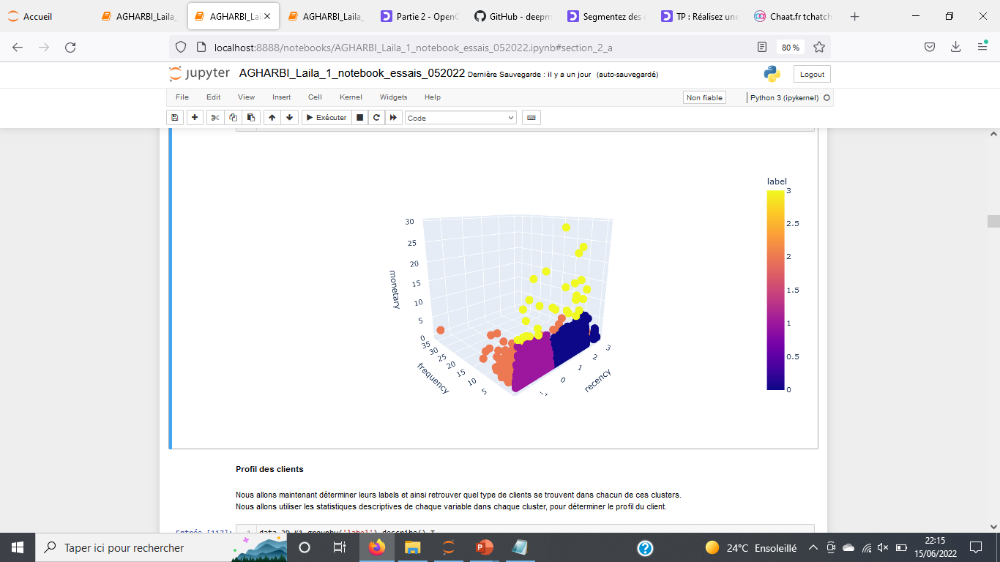 Accueil
AGHARBI_Laila_
AGHARBI_Lai
AGHARBI_Laila_
Partie 2 - OpenC
GitHub - deepm
Segmentez des
TP : Réalisez une
Chaat.fr tchatch
localhost:8888/notebooks/AGHARBI_Laila_1_notebook_essais_052022.ipynb#section_2_a
80 %
jupyter AGHARBI_Laila_1_notebook_essais_052022 Dernière Sauvegarde : il y a un jour (auto-sauvegardé)
Logout
File Edit View Insert Cell Kernel Widgets Help
Non fiable
Python 3 (ipykernel)
Exécuter
Code
label
3
2.5
2
1.5
1
0.5
0
30
25
20
15
10
5
0
monetary
35
30
25
20
15
10
5
frequency
−1
0
1
2
3
recency
Profil des clients
Nous allons maintenant déterminer leurs labels et ainsi retrouver quel type de clients se trouvent dans chacun de ces clusters.
Nous allons utiliser les statistiques descriptives de chaque variable dans chaque cluster, pour déterminer le profil du client.
Entrée [117]: 1 data_3D_K1.groupby('label').describe().T
Taper ici pour rechercher
24°C Ensoleillé
22:15
15/06/2022